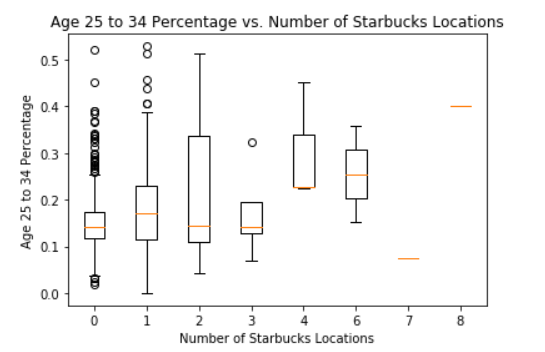 Age 25 to 34 Percentage vs. Number of Starbucks Locations
Age 25 to 34 Percentage
0.5
0.4
0.3
0.2
0.1
0.0
0 1 2 3 4 6 7 8
Number of Starbucks Locations